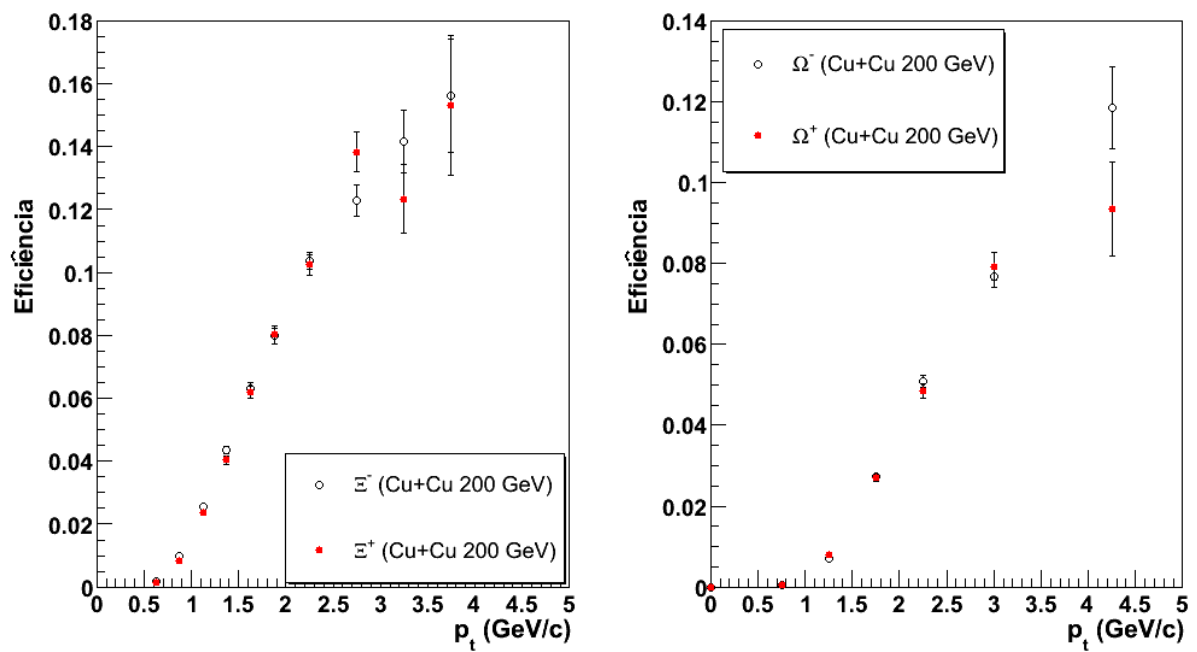 0.18
0.16
0.14
0.12
0.1
0.08
0.06
0.04
0.02
0
Eficiência
0 0.5 1 1.5 2 2.5 3 3.5 4 4.5 5
pt (GeV/c)
Ξ- (Cu+Cu 200 GeV)
Ξ+ (Cu+Cu 200 GeV)
0.14
0.12
0.1
0.08
0.06
0.04
0.02
0
Eficiência
0 0.5 1 1.5 2 2.5 3 3.5 4 4.5 5
pt (GeV/c)
Ω- (Cu+Cu 200 GeV)
Ω+ (Cu+Cu 200 GeV)